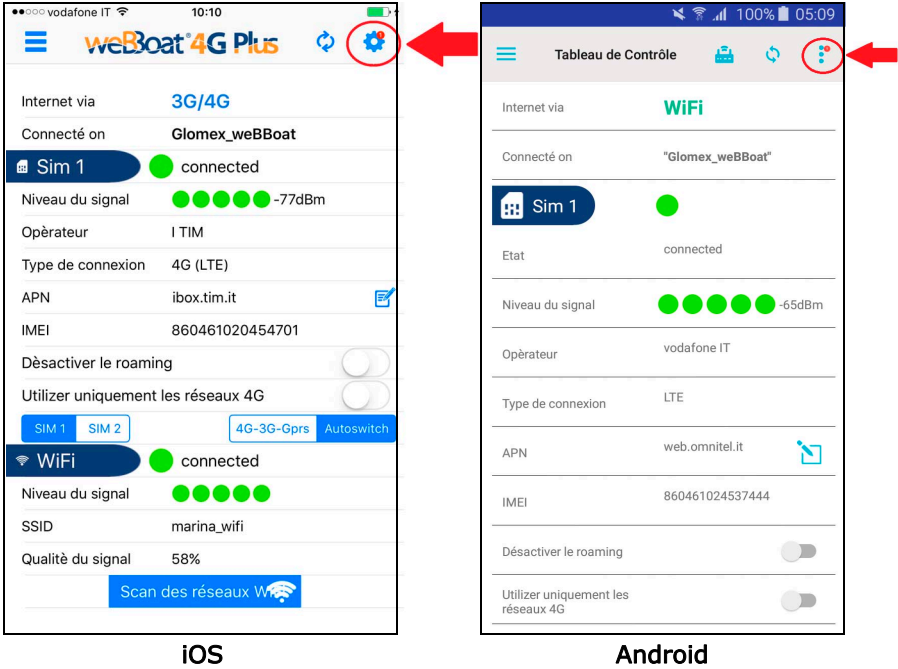 vodafone IT 10:10
weBBoat 4G Plus
Internet via 3G/4G
Connecté on Glomex_weBBoat
Sim 1 connected
Niveau du signal -77dBm
Opèrateur I TIM
Type de connexion 4G (LTE)
APN ibox.tim.it
IMEI 860461020454701
Dèsactiver le roaming
Utilizer uniquement les réseaux 4G
SIM 1 SIM 2 4G-3G-Gprs Autoswitch
WiFi connected
Niveau du signal
SSID marina_wifi
Qualitè du signal 58%
Scan des réseaux
iOS
100% 05:09
Tableau de Contrôle
Internet via WiFi
Connecté on "Glomex_weBBoat"
Sim 1
Etat connected
Niveau du signal -65dBm
Opèrateur vodafone IT
Type de connexion LTE
APN web.omnitel.it
IMEI 860461024537444
Désactiver le roaming
Utilizer uniquement les
réseaux 4G
Android